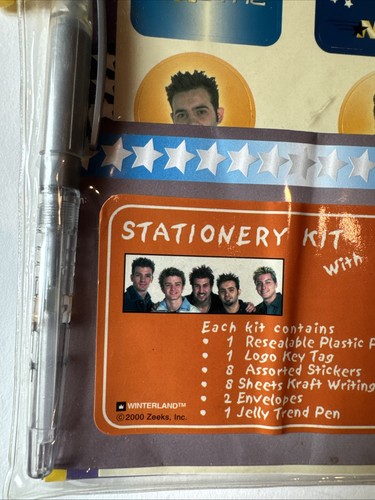 STATIONERY KIT
With
Each kit contains
• 1 Resealable Plastic
• 1 Logo Key Tag
• 8 Assorted Stickers
• 8 Sheets Kraft Writing
• 2 Envelopes
• 1 Jelly Trend Pen
WINTERLAND™
©2000 Zeeks, Inc.